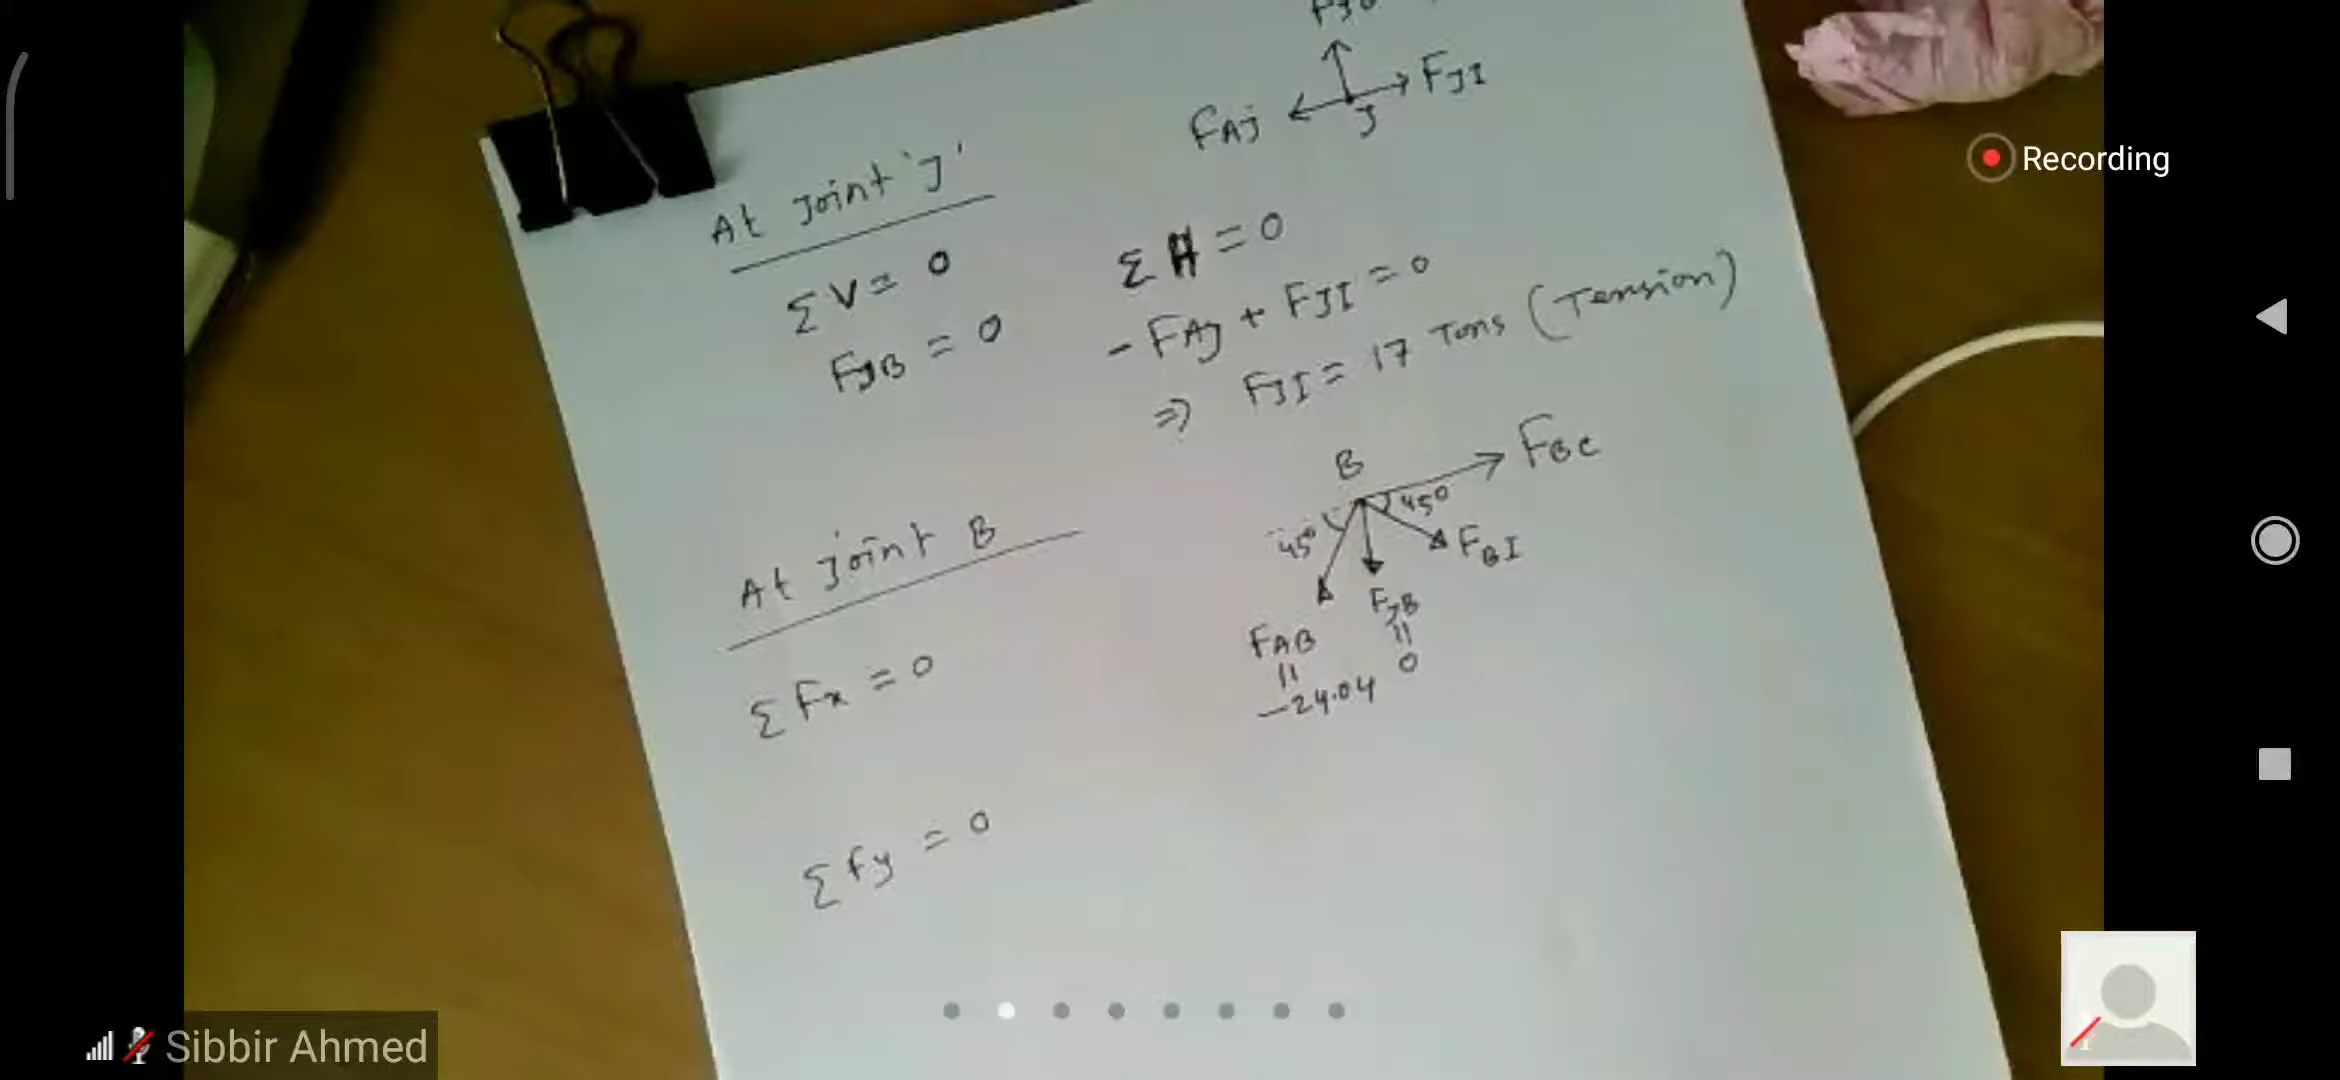 FAJ
J
FJI
Recording
At Joint 'J'
ΣV = 0
FJB = 0
ΣH = 0
- FAJ + FJI = 0
⇒ FJI = 17 Tons (Tension)
At joint B
ΣFx = 0
Σfy = 0
B
FBC
45°
45°
FBI
FJB
FAB
||
0
||
-24.04
Sibbir Ahmed